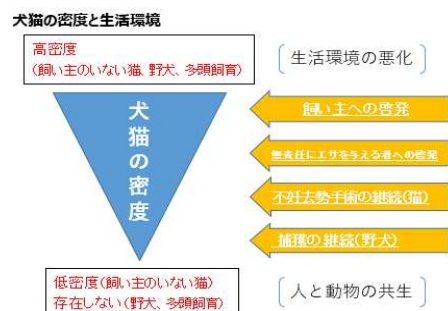 犬猫の密度と生活環境
高密度
(飼い主のいない猫、野犬、多頭飼育)
生活環境の悪化
犬猫の密度
飼い主への啓発
無責任にエサを与える者への啓発
不妊去勢手術の継続(猫)
捕獲の継続(野犬)
低密度(飼い主のいない猫)
存在しない(野犬、多頭飼育)
人と動物の共生